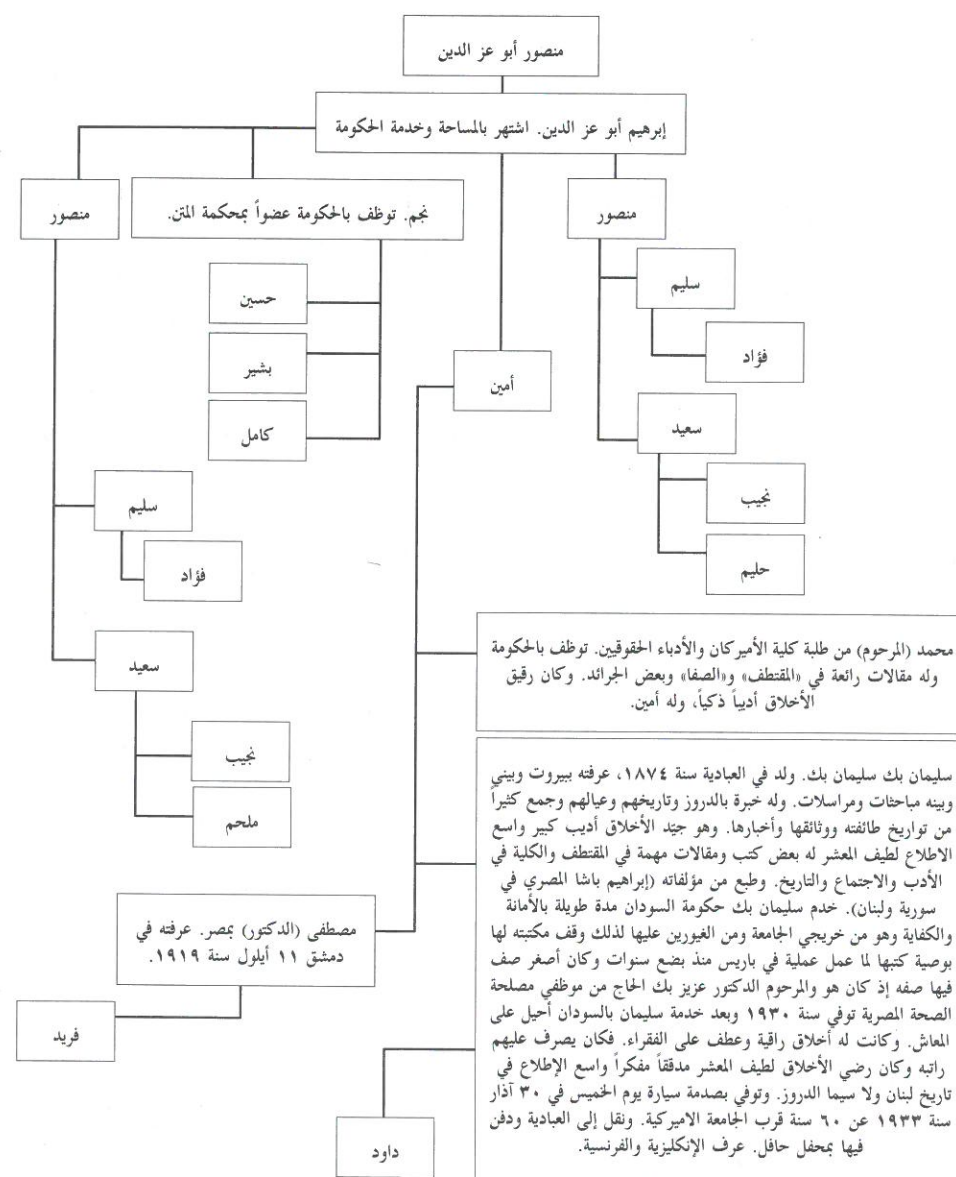 منصور أبو عز الدين
إبرهيم أبو عز الدين. اشتهر بالمساحة وخدمة الحكومة
منصور
نجم. توظف بالحكومة عضواً بمحكمة المتن.
منصور
سليم
فؤاد
سعيد
نجيب
حليم
حسين
بشير
كامل
أمين
سليم
فؤاد
سعيد
نجيب
ملحم
محمد (المرحوم) من طلبة كلية الأميركان والأدباء الحقوقيين. توظف بالحكومة
وله مقالات رائعة في «المقتطف» و«الصفا» وبعض الجرائد. وكان رقيق
الأخلاق أديباً ذكياً، وله أمين.
سليمان بك سليمان بك. ولد في العبادية سنة ١٨٧٤، عرفته ببيروت وبيني
وبينه مباحثات ومراسلات. وله خبرة بالدروز وتاريخهم وعيالهم وجمع كثيراً
من تواريخ طائفته ووثائقها وأخبارها. وهو جيّد الأخلاق أديب كبير واسع
الاطلاع لطيف المعشر له بعض كتب ومقالات مهمة في المقتطف والكلية في
الأدب والاجتماع والتاريخ. وطبع من مؤلفاته (إبراهيم باشا المصري في
سورية ولبنان). خدم سليمان بك حكومة السودان مدة طويلة بالأمانة
والكفاية وهو من خريجي الجامعة ومن الغيورين عليها لذلك وقف مكتبته لها
بوصية كتبها لما عمل عملية في باريس منذ بضع سنوات وكان أصغر صف
فيها صفه إذ كان هو والمرحوم الدكتور عزيز بك الحاج من موظفي مصلحة
الصحة المصرية توفي سنة ١٩٣٠ وبعد خدمة سليمان بالسودان أحيل على
المعاش. وكانت له أخلاق راقية وعطف على الفقراء. فكان يصرف عليهم
راتبه وكان رضي الأخلاق لطيف المعشر مدققاً مفكراً واسع الإطلاع في
تاريخ لبنان ولا سيما الدروز. وتوفي بصدمة سيارة يوم الخميس في ٣٠ آذار
سنة ١٩٣٣ عن ٦٠ سنة قرب الجامعة الاميركية. ونقل إلى العبادية ودفن
فيها بمحفل حافل. عرف الإنكليزية والفرنسية.
مصطفى (الدكتور) بمصر. عرفته في
دمشق ١١ أيلول سنة ١٩١٩.
فريد
داود